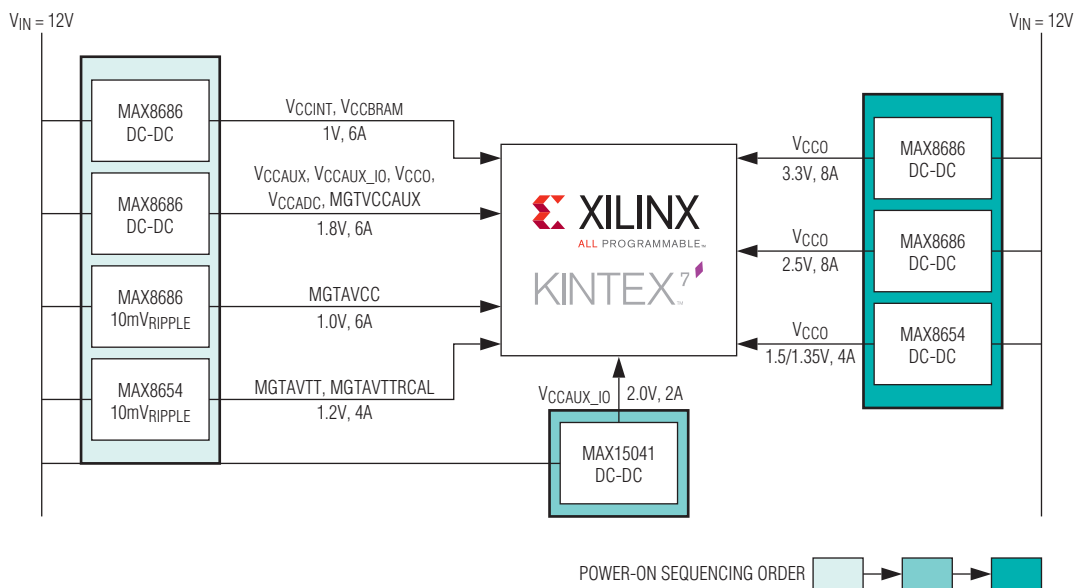 VIN = 12V
VIN = 12V
MAX8686
DC-DC
VCCINT, VCCBRAM
1V, 6A
MAX8686
DC-DC
VCCAUX, VCCAUX_IO, VCCO,
VCCADC, MGTVCCAUX
1.8V, 6A
MAX8686
10mVRIPPLE
MGTAVCC
1.0V, 6A
MAX8654
10mVRIPPLE
MGTAVTT, MGTAVTTRCAL
1.2V, 4A
XILINX
ALL PROGRAMMABLE™
KINTEX™ 7
VCCAUX_IO 2.0V, 2A
MAX15041
DC-DC
VCCO
3.3V, 8A
MAX8686
DC-DC
VCCO
2.5V, 8A
MAX8686
DC-DC
VCCO
1.5/1.35V, 4A
MAX8654
DC-DC
POWER-ON SEQUENCING ORDER